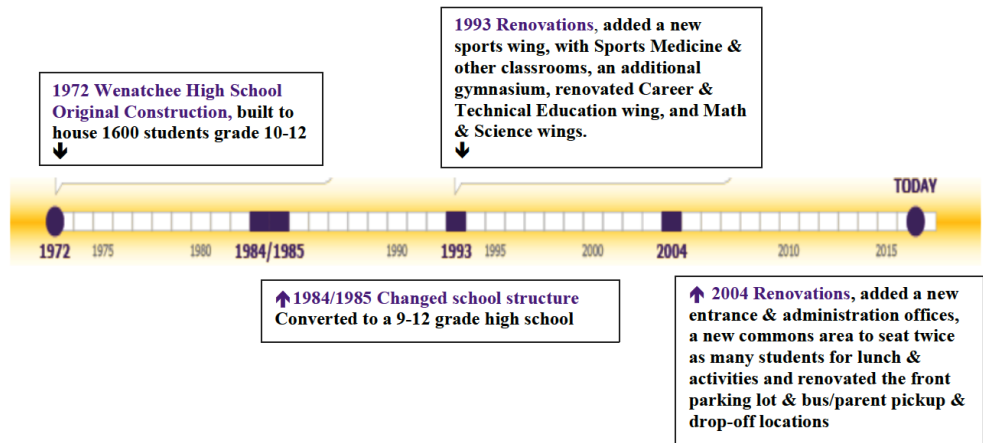 1993 Renovations, added a new
sports wing, with Sports Medicine &
other classrooms, an additional
gymnasium, renovated Career &
Technical Education wing, and Math
& Science wings.
↓
1972 Wenatchee High School
Original Construction, built to
house 1600 students grade 10-12
↓
TODAY
1972 1975 1980 1984/1985 1990 1993 1995 2000 2004 2010 2015
↑1984/1985 Changed school structure
Converted to a 9-12 grade high school
↑ 2004 Renovations, added a new
entrance & administration offices,
a new commons area to seat twice
as many students for lunch &
activities and renovated the front
parking lot & bus/parent pickup &
drop-off locations